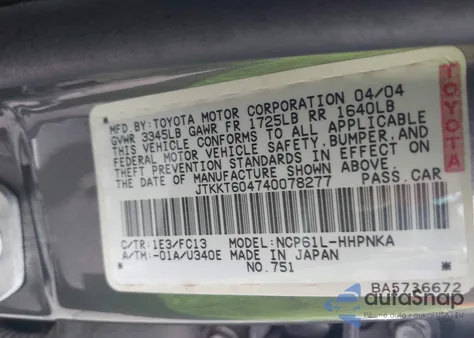 MFD.BY:TOYOTA MOTOR CORPORATION 04/04
GVWR 3345LB GAWR FR 1725LB RR 1640LB
THIS VEHICLE CONFORMS TO ALL APPLICABLE
FEDERAL MOTOR VEHICLE SAFETY,BUMPER,AND
THEFT PREVENTION STANDARDS IN EFFECT ON
THE DATE OF MANUFACTURE SHOWN ABOVE.
JTKKT604740078277 PASS.CAR
C/TR:1E3/FC13 MODEL:NCP61L-HHPNKA
A/TM:-01A/U340E MADE IN JAPAN
NO.751
TOYOTA
BA5736672
autoSnap